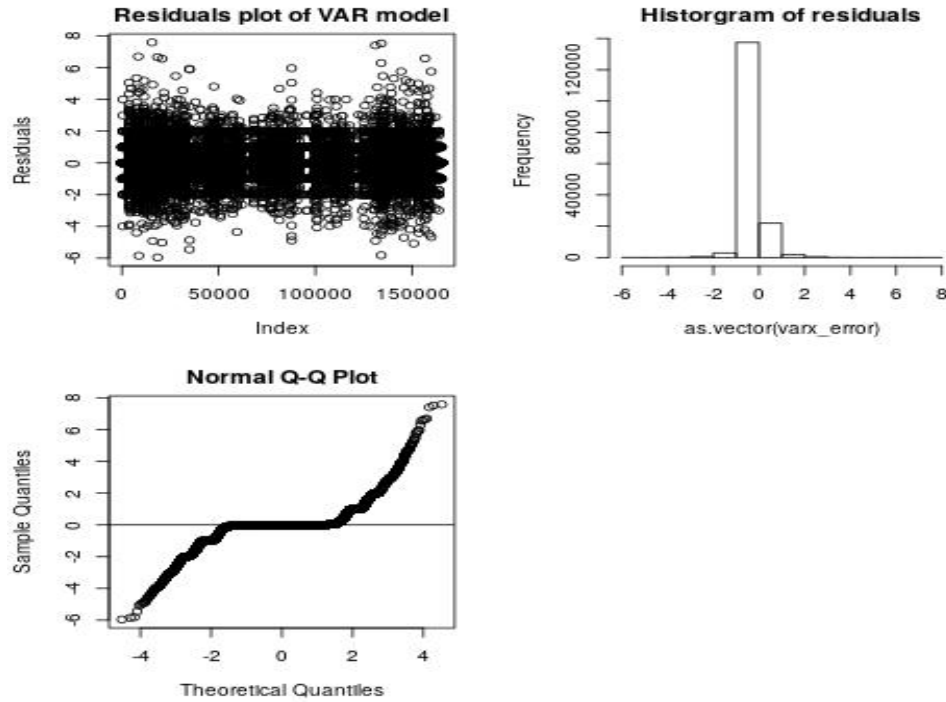 Residuals plot of VAR model
Residuals
8
6
4
2
0
-2
-4
-6
0 50000 100000 150000
Index
Historgram of residuals
Frequency
120000
80000
40000
0
-6 -4 -2 0 2 4 6 8
as.vector(varx_error)
Normal Q-Q Plot
Sample Quantiles
8
6
4
2
0
-2
-4
-6
-4 -2 0 2 4
Theoretical Quantiles